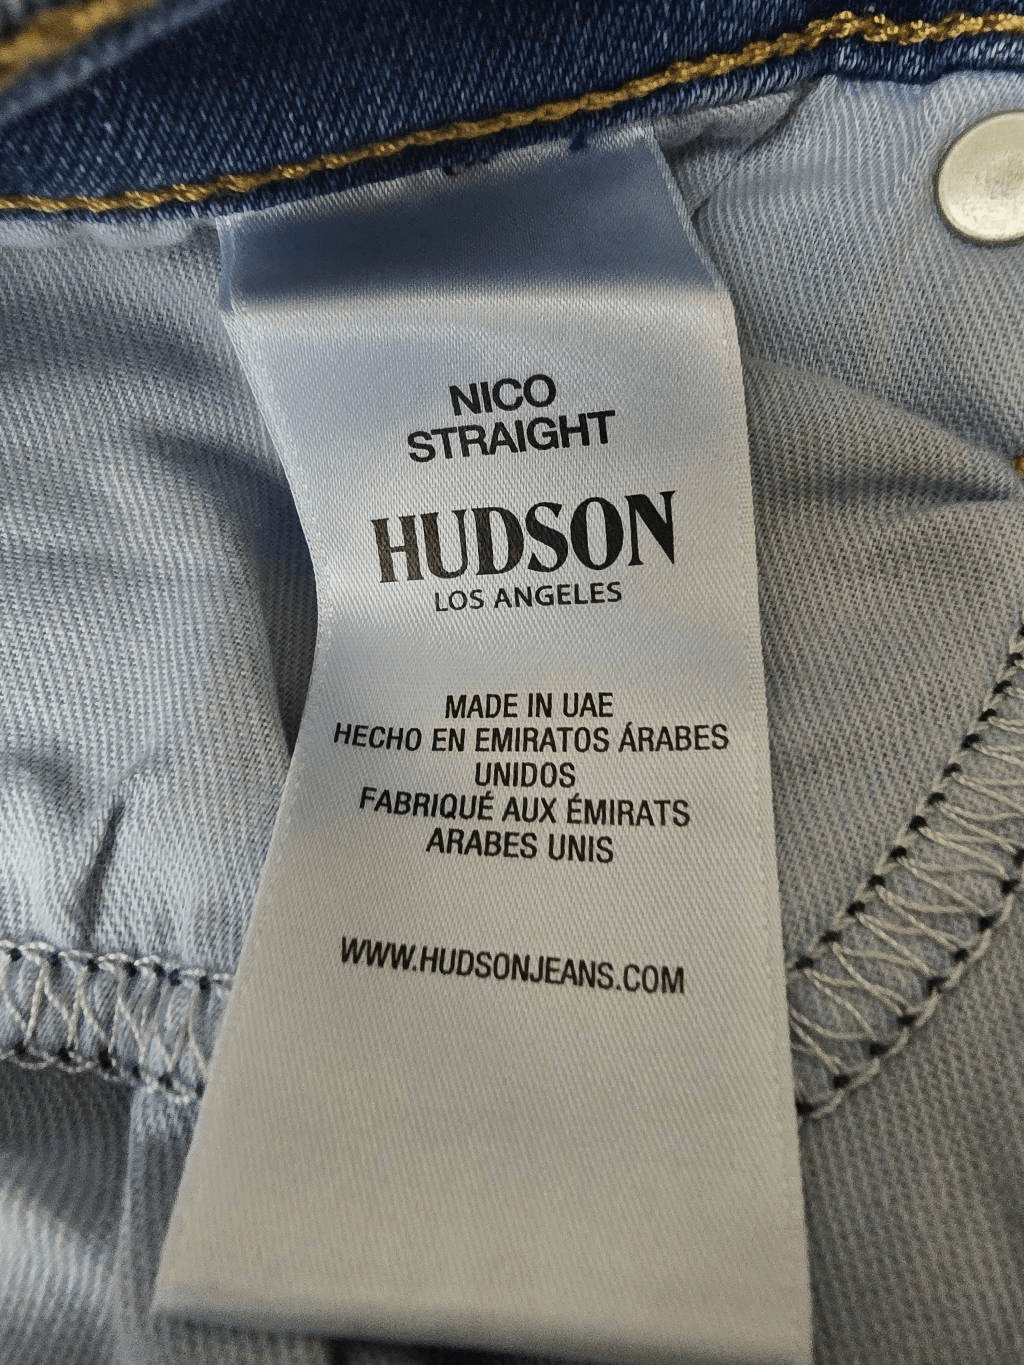 NICO
STRAIGHT
HUDSON
LOS ANGELES
MADE IN UAE
HECHO EN EMIRATOS ÁRABES
UNIDOS
FABRIQUÉ AUX ÉMIRATS
ARABES UNIS
WWW.HUDSONJEANS.COM